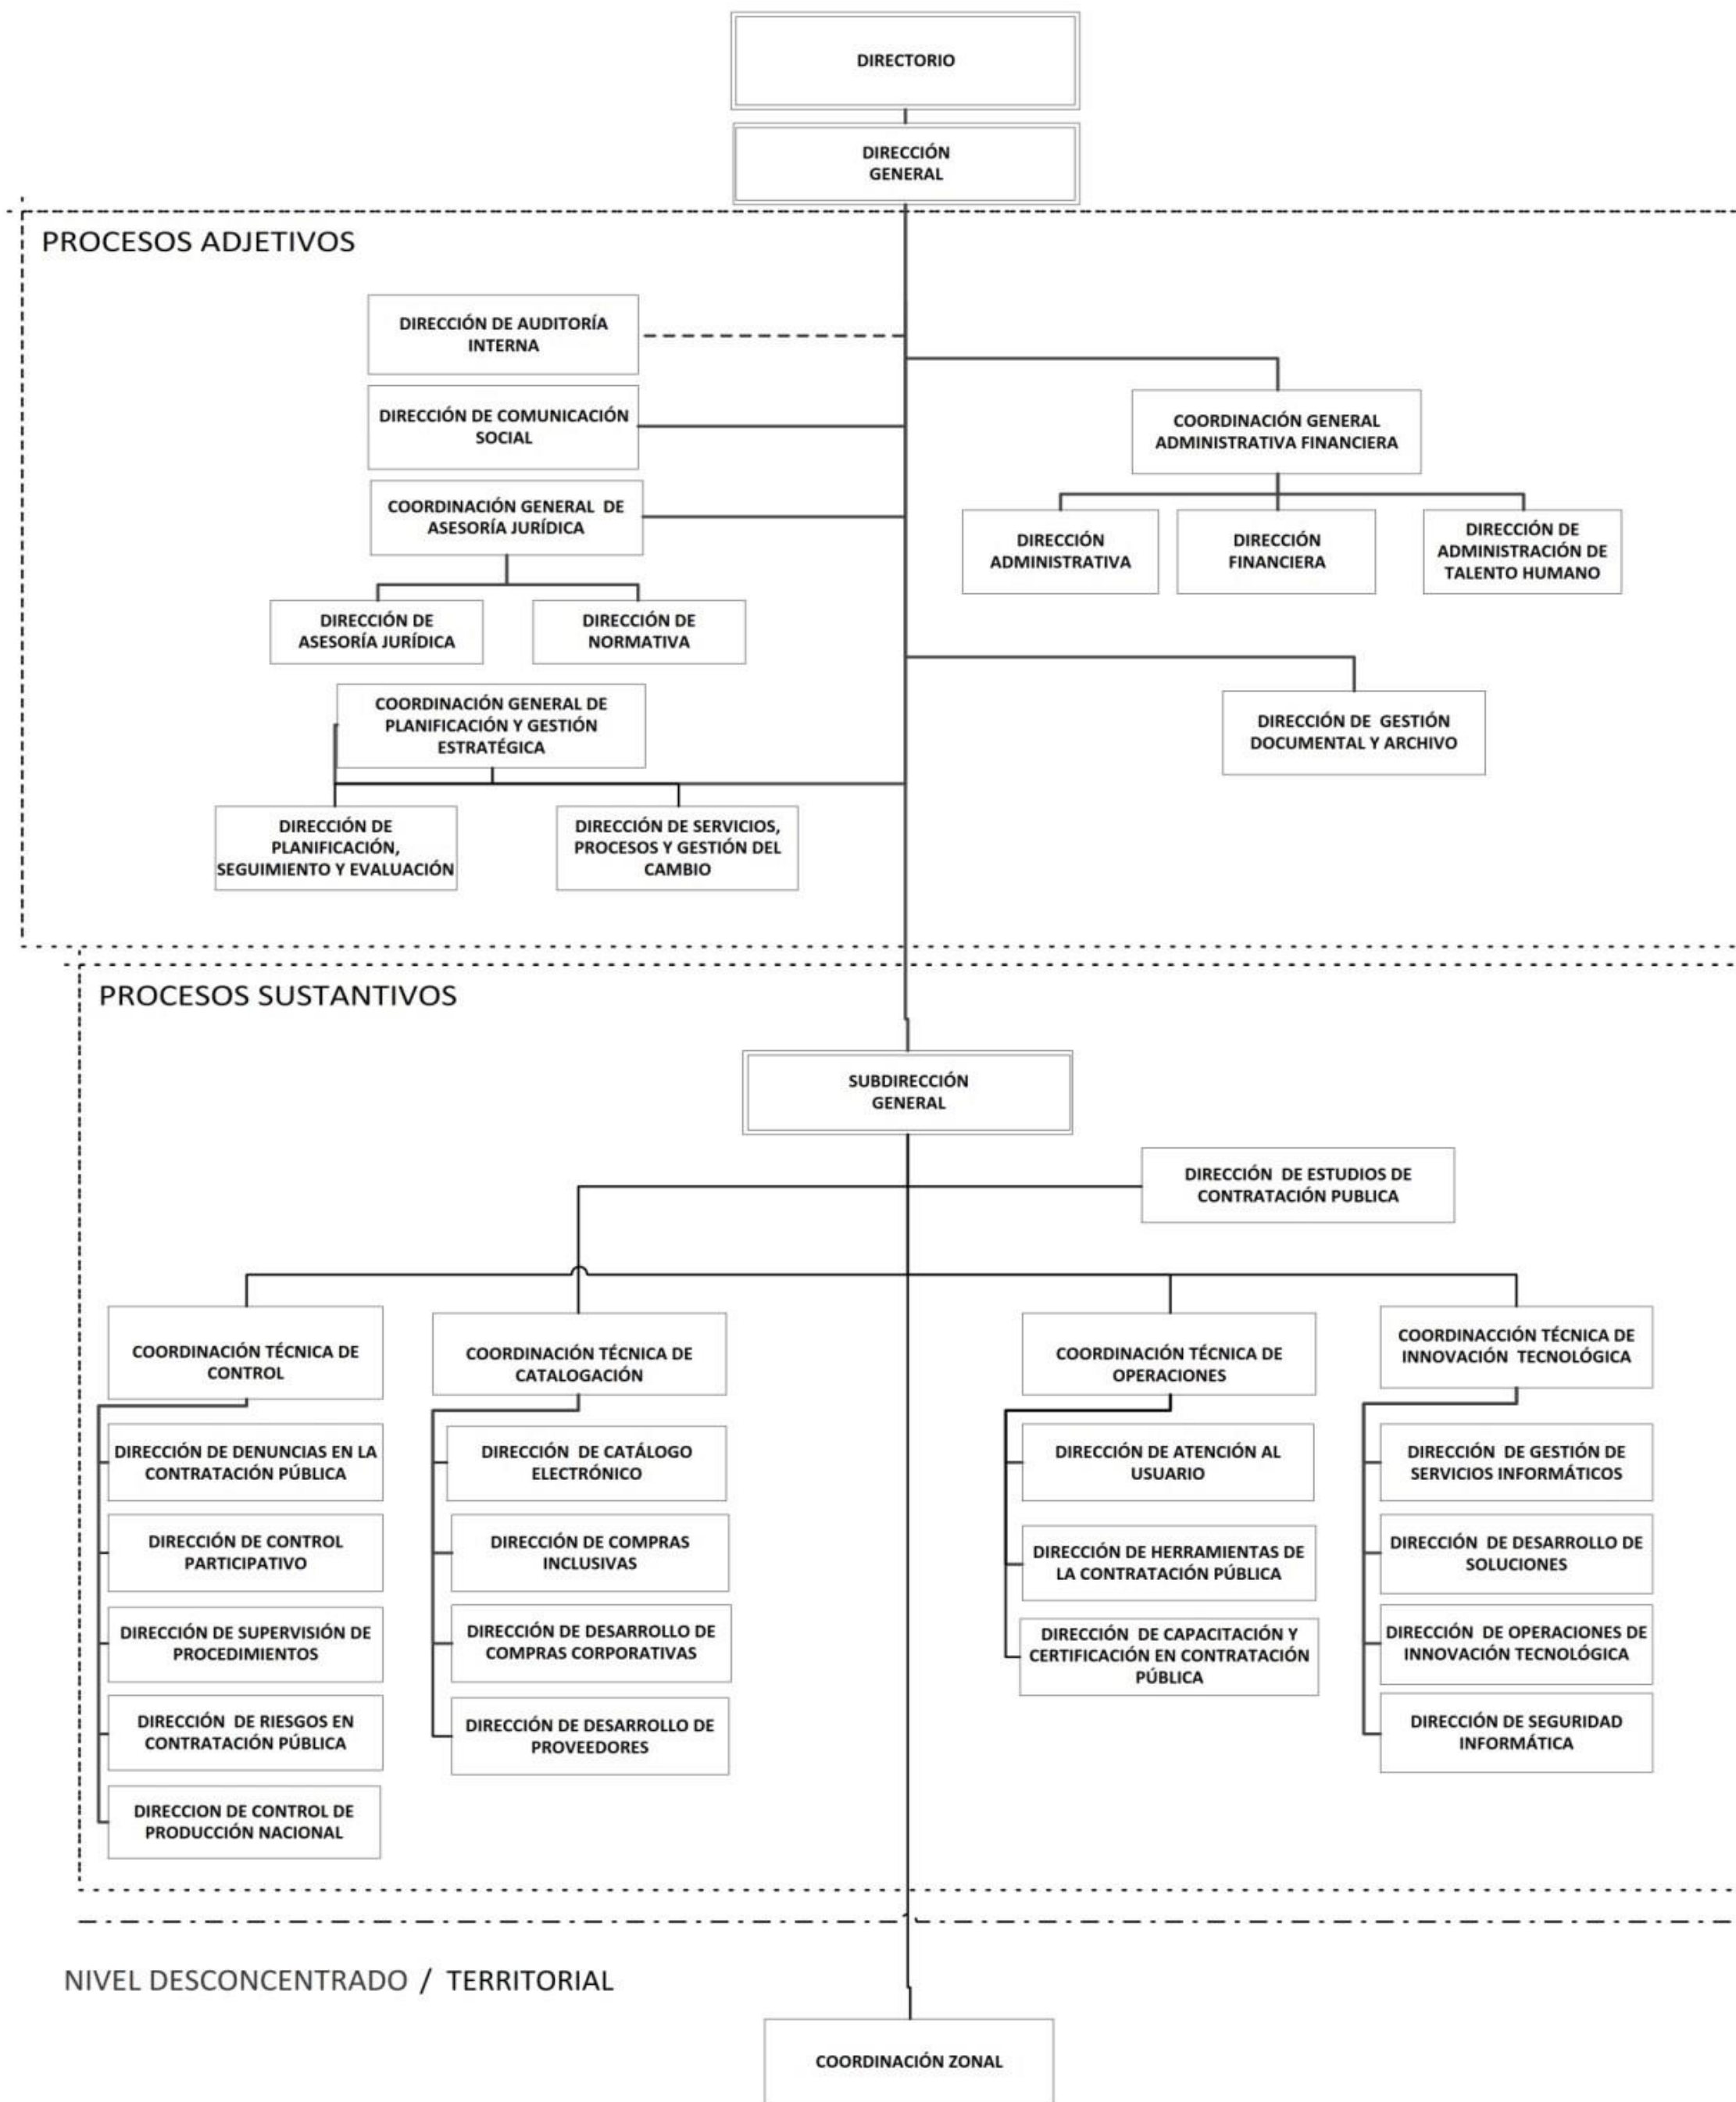 DIRECTORIO
DIRECCIÓN
GENERAL
PROCESOS ADJETIVOS
DIRECCIÓN DE AUDITORÍA
INTERNA
DIRECCIÓN DE COMUNICACIÓN
SOCIAL
COORDINACIÓN GENERAL DE
ASESORÍA JURÍDICA
DIRECCIÓN DE
ASESORÍA JURÍDICA
DIRECCIÓN DE
NORMATIVA
COORDINACIÓN GENERAL DE
PLANIFICACIÓN Y GESTIÓN
ESTRATÉGICA
DIRECCIÓN DE
PLANIFICACIÓN,
SEGUIMIENTO Y EVALUACIÓN
DIRECCIÓN DE SERVICIOS,
PROCESOS Y GESTIÓN DEL
CAMBIO
COORDINACIÓN GENERAL
ADMINISTRATIVA FINANCIERA
DIRECCIÓN
ADMINISTRATIVA
DIRECCIÓN
FINANCIERA
DIRECCIÓN DE
ADMINISTRACIÓN DE
TALENTO HUMANO
DIRECCIÓN DE GESTIÓN
DOCUMENTAL Y ARCHIVO
PROCESOS SUSTANTIVOS
SUBDIRECCIÓN
GENERAL
DIRECCIÓN DE ESTUDIOS DE
CONTRATACIÓN PUBLICA
COORDINACIÓN TÉCNICA DE
CONTROL
DIRECCIÓN DE DENUNCIAS EN LA
CONTRATACIÓN PÚBLICA
DIRECCIÓN DE CONTROL
PARTICIPATIVO
DIRECCIÓN DE SUPERVISIÓN DE
PROCEDIMIENTOS
DIRECCIÓN DE RIESGOS EN
CONTRATACIÓN PÚBLICA
DIRECCION DE CONTROL DE
PRODUCCIÓN NACIONAL
COORDINACIÓN TÉCNICA DE
CATALOGACIÓN
DIRECCIÓN DE CATÁLOGO
ELECTRÓNICO
DIRECCIÓN DE COMPRAS
INCLUSIVAS
DIRECCIÓN DE DESARROLLO DE
COMPRAS CORPORATIVAS
DIRECCIÓN DE DESARROLLO DE
PROVEEDORES
COORDINACIÓN TÉCNICA DE
OPERACIONES
DIRECCIÓN DE ATENCIÓN AL
USUARIO
DIRECCIÓN DE HERRAMIENTAS DE
LA CONTRATACIÓN PÚBLICA
DIRECCIÓN DE CAPACITACIÓN Y
CERTIFICACIÓN EN CONTRATACIÓN
PÚBLICA
COORDINACCIÓN TÉCNICA DE
INNOVACIÓN TECNOLÓGICA
DIRECCIÓN DE GESTIÓN DE
SERVICIOS INFORMÁTICOS
DIRECCIÓN DE DESARROLLO DE
SOLUCIONES
DIRECCIÓN DE OPERACIONES DE
INNOVACIÓN TECNOLÓGICA
DIRECCIÓN DE SEGURIDAD
INFORMÁTICA
NIVEL DESCONCENTRADO / TERRITORIAL
COORDINACIÓN ZONAL